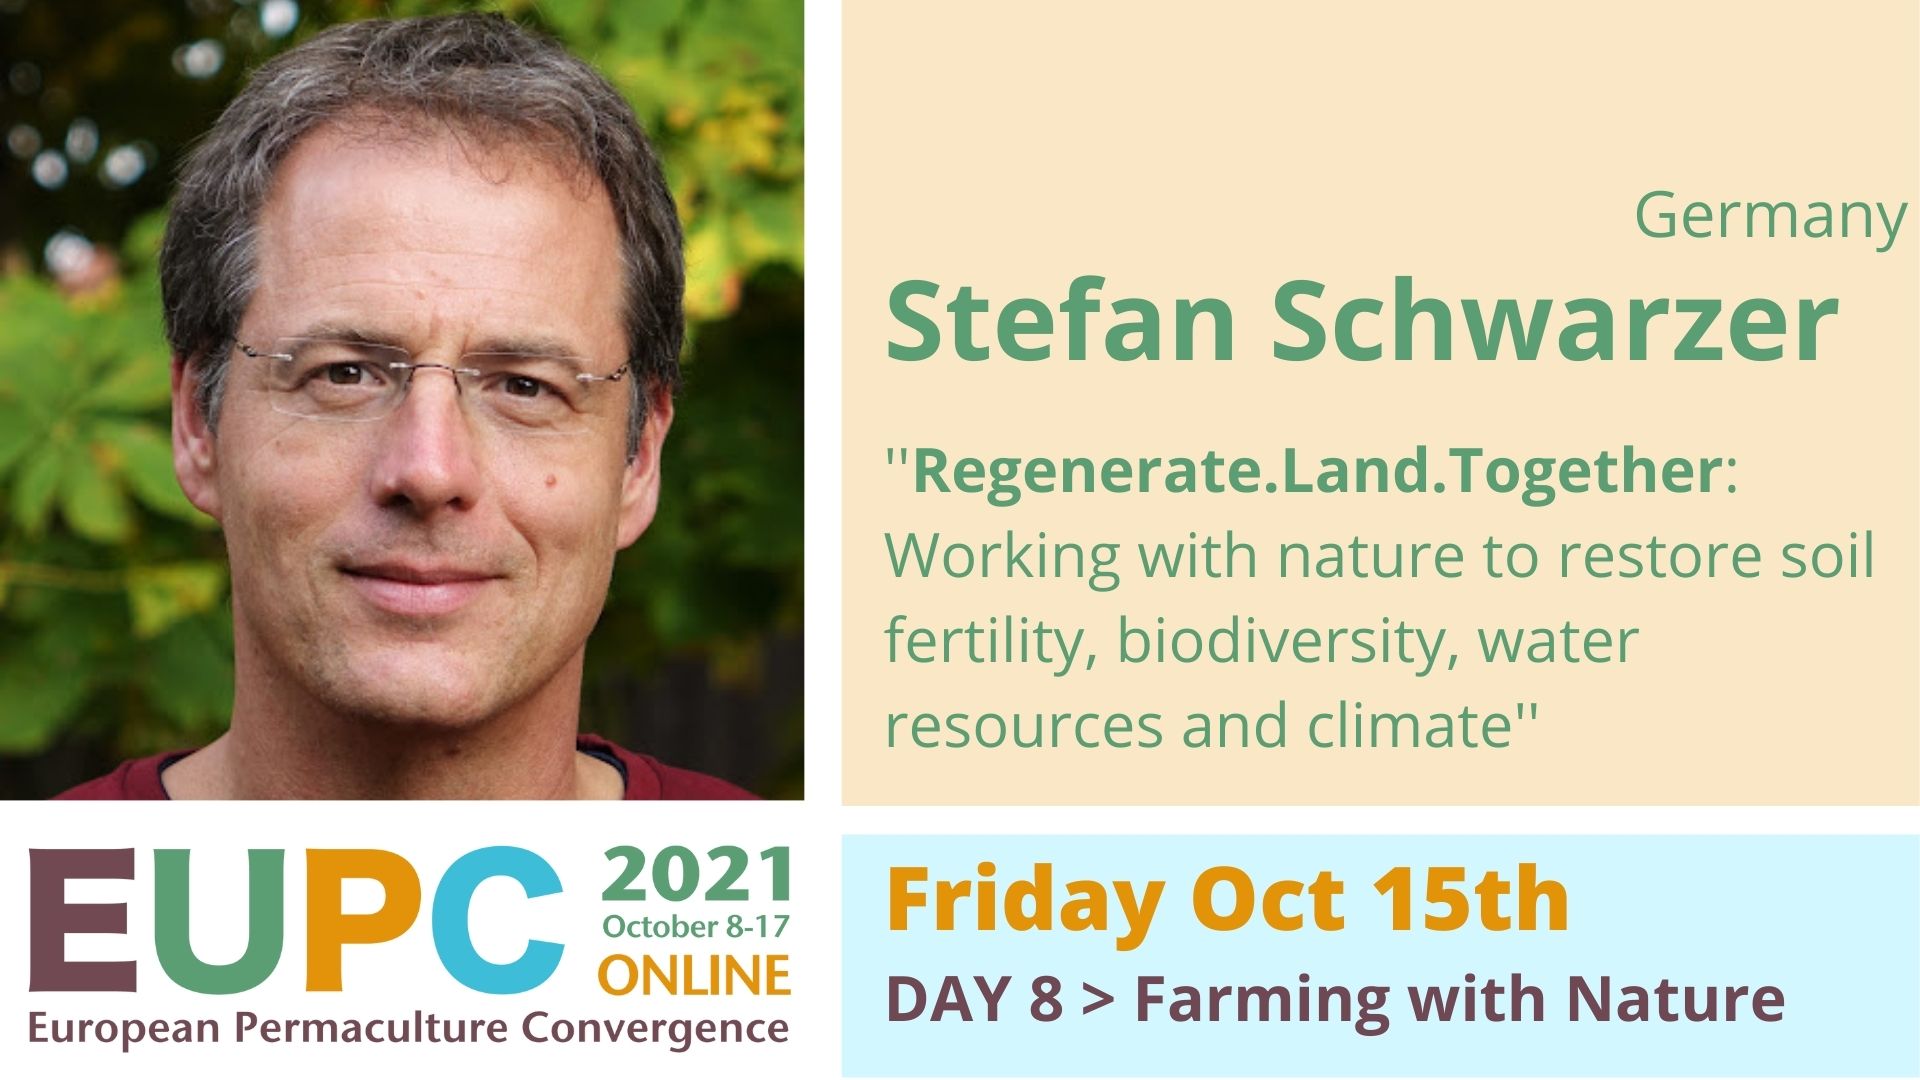 Germany
Stefan Schwarzer
"Regenerate.Land.Together:
Working with nature to restore soil
fertility, biodiversity, water
resources and climate"
EUPC
2021
October 8-17
ONLINE
European Permaculture Convergence
Friday Oct 15th
DAY 8 > Farming with Nature